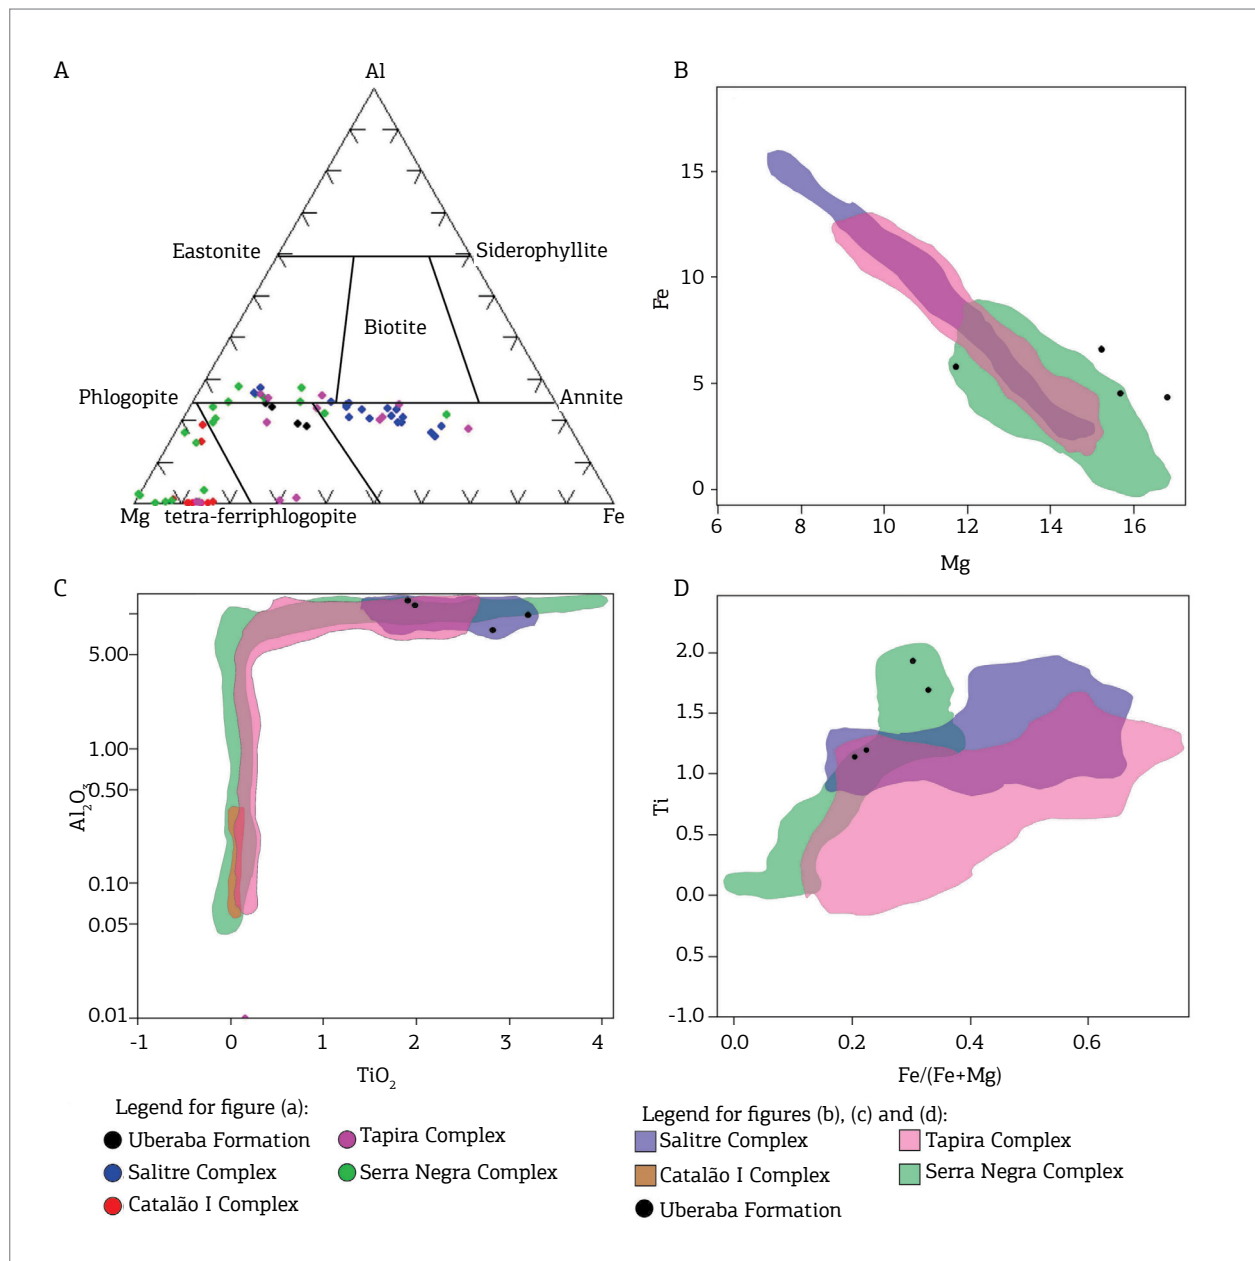 A
Al
Eastonite
Siderophyllite
Biotite
Phlogopite
Annite
Mg
tetra-ferriphlogopite
Fe
B
Fe
15
10
5
0
6
8
10
12
14
16
Mg
C
Al₂O₃
5.00
1.00
0.50
0.10
0.05
0.01
-1
0
1
2
3
4
TiO₂
D
Ti
2.0
1.5
1.0
0.5
0.0
0.5
-1.0
0.0
0.2
0.4
0.6
Fe/(Fe+Mg)
Legend for figure (a):
Uberaba Formation
Salitre Complex
Catalão I Complex
Tapira Complex
Serra Negra Complex
Legend for figures (b), (c) and (d):
Salitre Complex
Catalão I Complex
Uberaba Formation
Tapira Complex
Serra Negra Complex